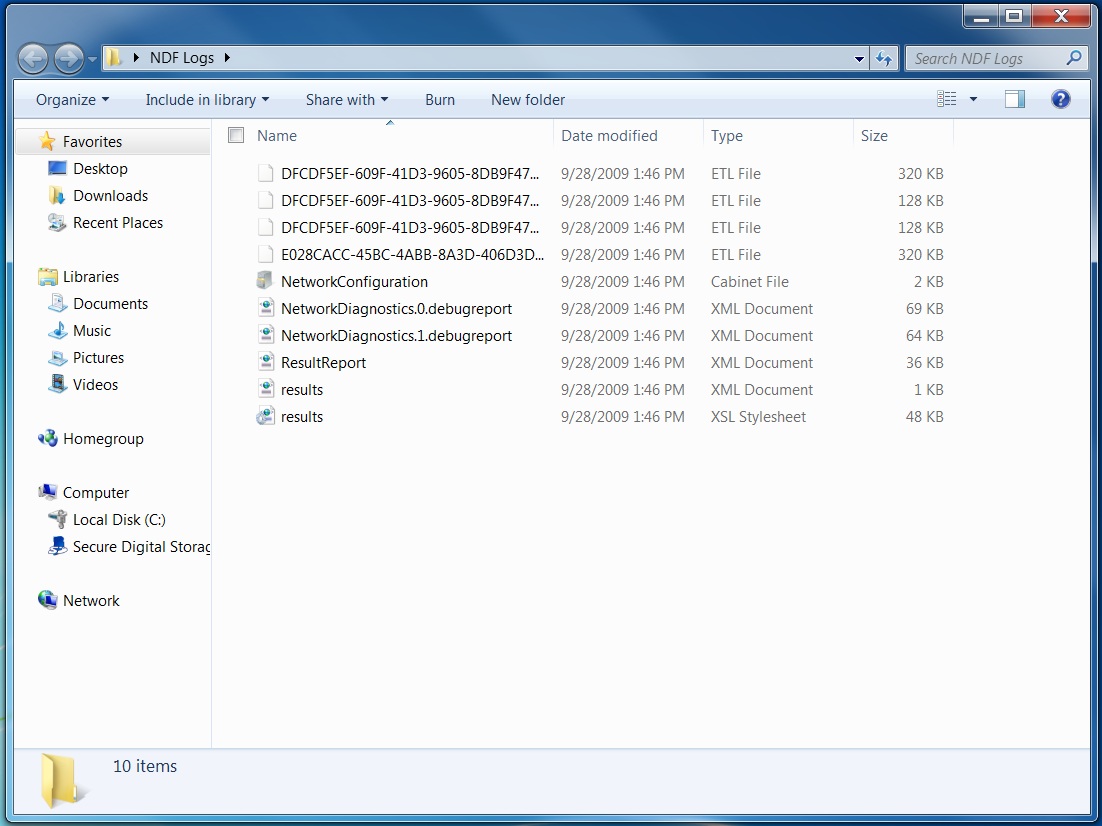 NDF Logs
Search NDF Logs
Organize Include in library Share with Burn New folder
Name Date modified Type Size
Favorites
Desktop
Downloads
Recent Places
Libraries
Documents
Music
Pictures
Videos
Homegroup
Computer
Local Disk (C:)
Secure Digital Storag
Network
DFCDF5EF-609F-41D3-9605-8DB9F47... 9/28/2009 1:46 PM ETL File 320 KB
DFCDF5EF-609F-41D3-9605-8DB9F47... 9/28/2009 1:46 PM ETL File 128 KB
DFCDF5EF-609F-41D3-9605-8DB9F47... 9/28/2009 1:46 PM ETL File 128 KB
E028CACC-45BC-4ABB-8A3D-406D3D... 9/28/2009 1:46 PM ETL File 320 KB
NetworkConfiguration 9/28/2009 1:46 PM Cabinet File 2 KB
NetworkDiagnostics.0.debugreport 9/28/2009 1:46 PM XML Document 69 KB
NetworkDiagnostics.1.debugreport 9/28/2009 1:46 PM XML Document 64 KB
ResultReport 9/28/2009 1:46 PM XML Document 36 KB
results 9/28/2009 1:46 PM XML Document 1 KB
results 9/28/2009 1:46 PM XSL Stylesheet 48 KB
10 items